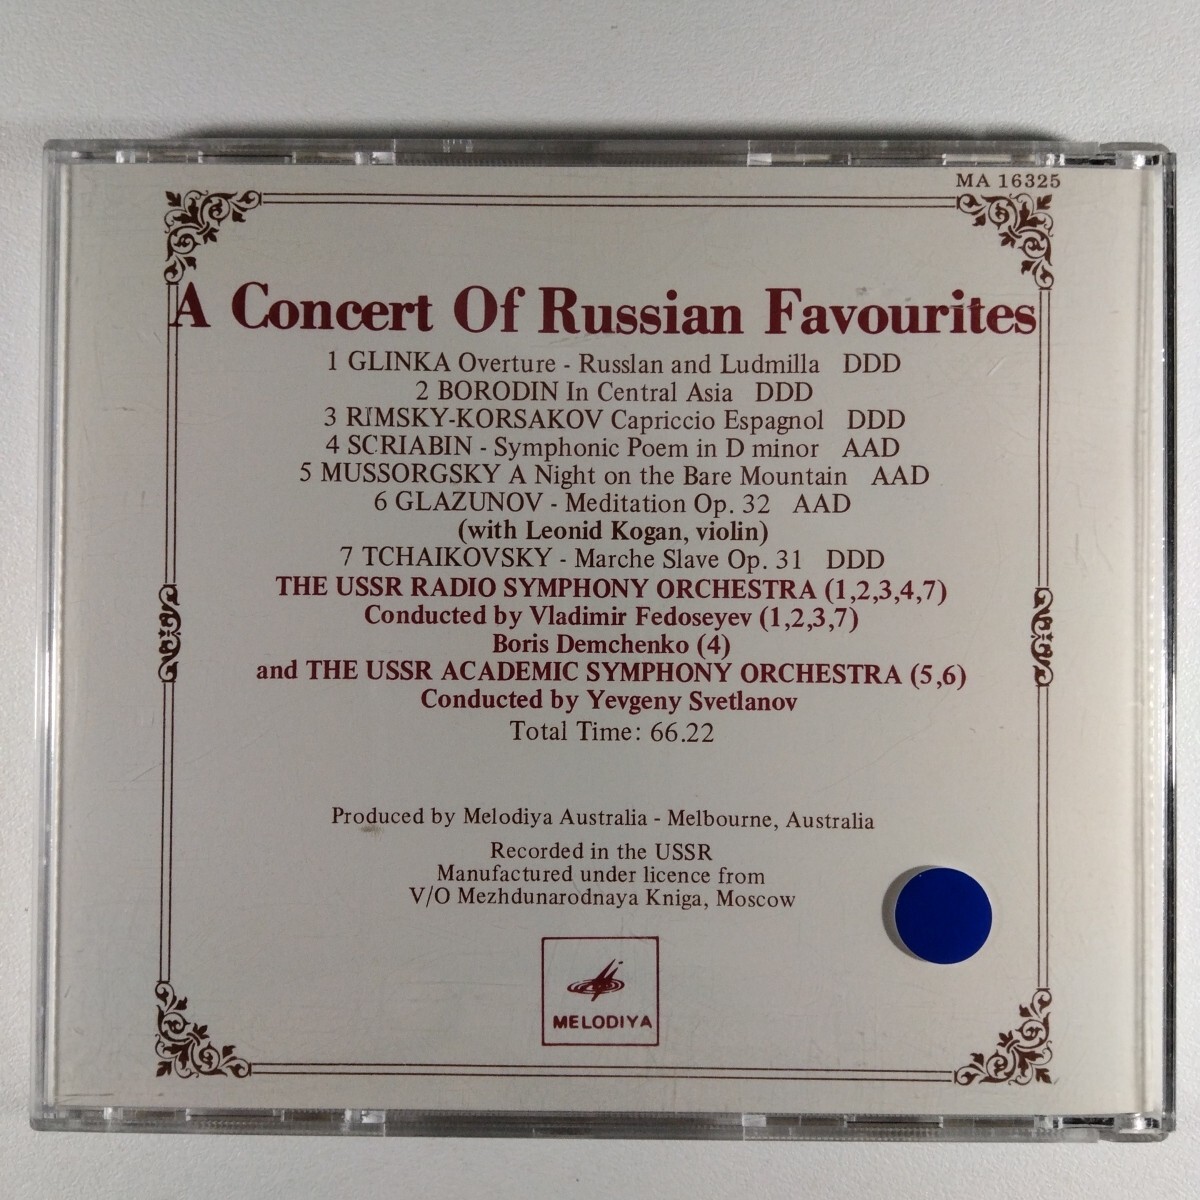 MA 16325
A Concert Of Russian Favourites
1 GLINKA Overture - Russlan and Ludmilla DDD
2 BORODIN In Central Asia DDD
3 RIMSKY-KORSAKOV Capriccio Espagnol DDD
4 SCRIABIN - Symphonic Poem in D minor AAD
5 MUSSORGSKY A Night on the Bare Mountain AAD
6 GLAZUNOV - Meditation Op. 32 AAD
(with Leonid Kogan, violin)
7 TCHAIKOVSKY - Marche Slave Op. 31 DDD
THE USSR RADIO SYMPHONY ORCHESTRA (1,2,3,4,7)
Conducted by Vladimir Fedoseyev (1,2,3,7)
Boris Demchenko (4)
and THE USSR ACADEMIC SYMPHONY ORCHESTRA (5,6)
Conducted by Yevgeny Svetlanov
Total Time: 66.22
Produced by Melodiya Australia - Melbourne, Australia
Recorded in the USSR
Manufactured under licence from
V/O Mezhdunarodnaya Kniga, Moscow
MELODIYA